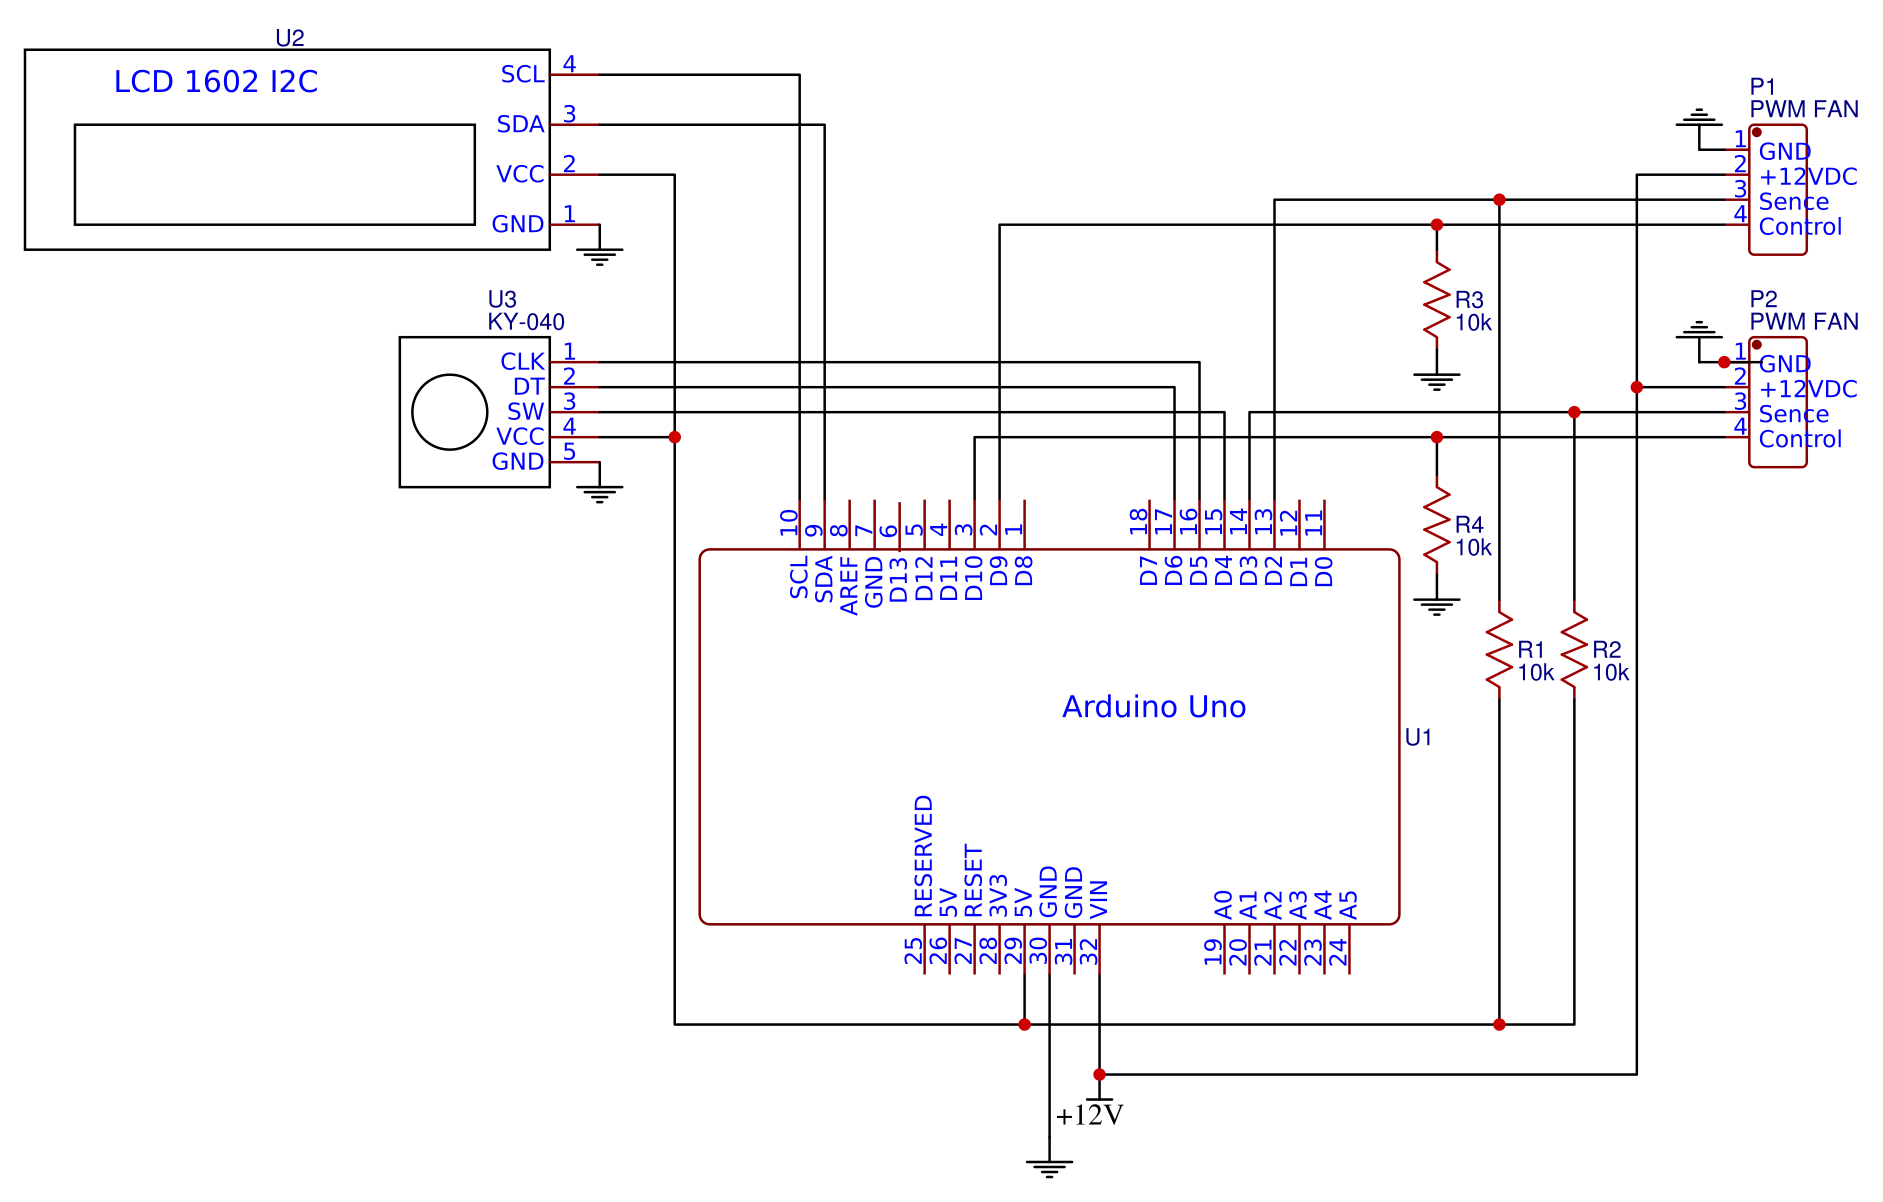 U2
LCD 1602 I2C
SCL 4
SDA 3
VCC 2
GND 1
U3
KY-040
CLK 1
DT 2
SW 3
VCC 4
GND 5
P1
PWM FAN
1 GND
2 +12VDC
3 Sence
4 Control
P2
PWM FAN
1 GND
2 +12VDC
3 Sence
4 Control
R3
10k
R4
10k
R1
10k
R2
10k
10 SCL
9 SDA
8 AREF
7 GND
6 D13
5 D12
4 D11
3 D10
2 D9
1 D8
18 D7
17 D6
16 D5
15 D4
14 D3
13 D2
12 D1
11 D0
Arduino Uno
U1
25 RESERVED
26 5V
27 RESET
28 3V3
29 5V
30 GND
31 GND
32 VIN
19 A0
20 A1
21 A2
22 A3
23 A4
24 A5
+12V